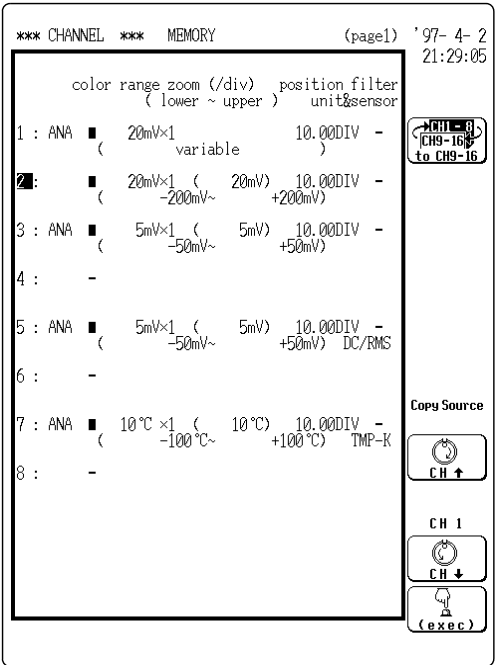 *** CHANNEL *** MEMORY (page1) '97- 4- 2
21:29:05
color range zoom (/div) position filter
( lower ~ upper ) unit&sensor
1 : ANA ■ 20mV×1 10.00DIV -
( variable )
2: ■ 20mV×1 ( 20mV) 10.00DIV -
( -200mV~ +200mV)
3 : ANA ■ 5mV×1 ( 5mV) 10.00DIV -
( -50mV~ +50mV)
4 : -
5 : ANA ■ 5mV×1 ( 5mV) 10.00DIV -
( -50mV~ +50mV) DC/RMS
6 : -
7 : ANA ■ 10°C ×1 ( 10°C) 10.00DIV -
( -100°C~ +100°C) TMP-K
8 : -
CH1 - 8
CH9-16
to CH9-16
Copy Source
CH ↑
CH 1
CH ↓
(exec)